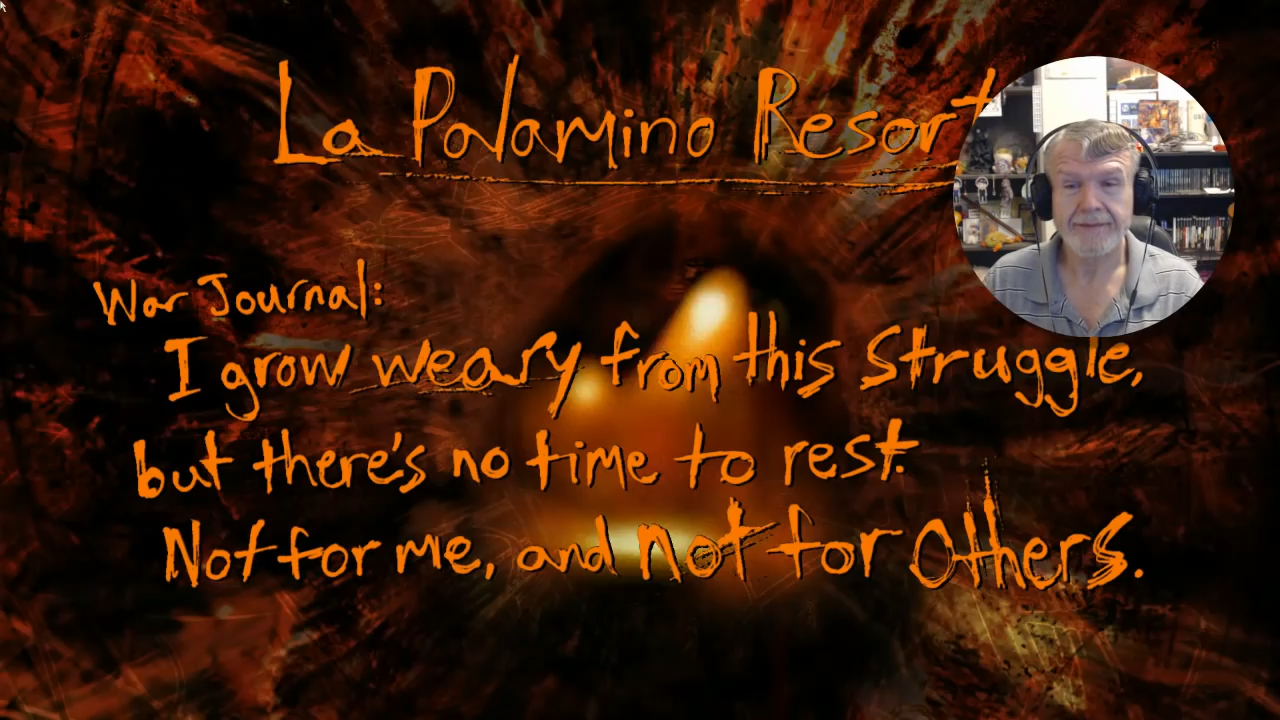 La Palamino Resort
War Journal:
I grow weary from this struggle,
but there's no time to rest.
Not for me, and not for Others.